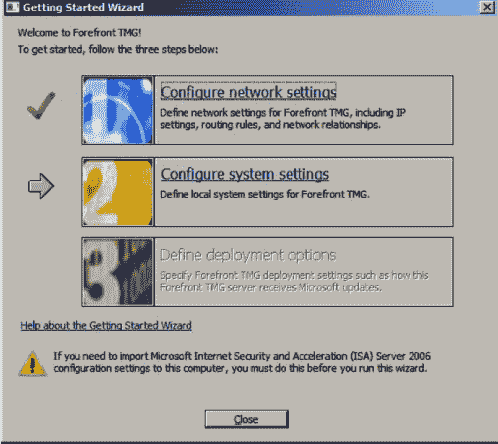 Getting Started Wizard
Welcome to Forefront TMG!
To get started, follow the three steps below:
1
Configure network settings
Define network settings for Forefront TMG, including IP
settings, routing rules, and network relationships.
2
Configure system settings
Define local system settings for Forefront TMG.
3
Define deployment options
Specify Forefront TMG deployment settings such as how this
Forefront TMG server receives Microsoft updates.
Help about the Getting Started Wizard
If you need to import Microsoft Internet Security and Acceleration (ISA) Server 2006
configuration settings to this computer, you must do this before you run this wizard.
Close